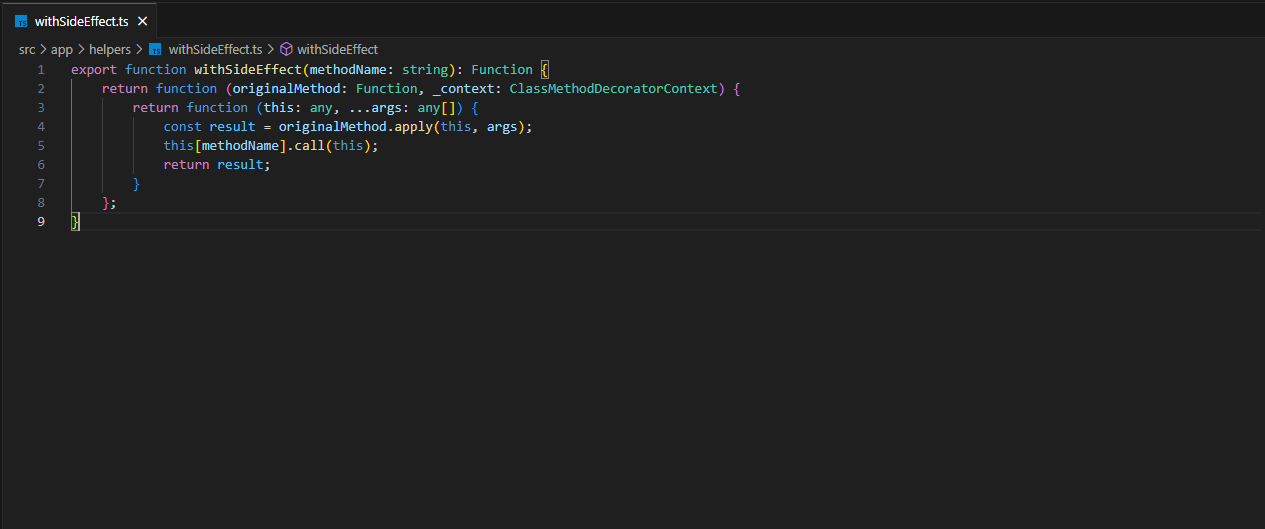 TS withSideEffect.ts ×
src > app > helpers > TS withSideEffect.ts > withSideEffect
1 export function withSideEffect(methodName: string): Function {
2     return function (originalMethod: Function, _context: ClassMethodDecoratorContext) {
3         return function (this: any, ...args: any[]) {
4             const result = originalMethod.apply(this, args);
5             this[methodName].call(this);
6             return result;
7         }
8     };
9 }